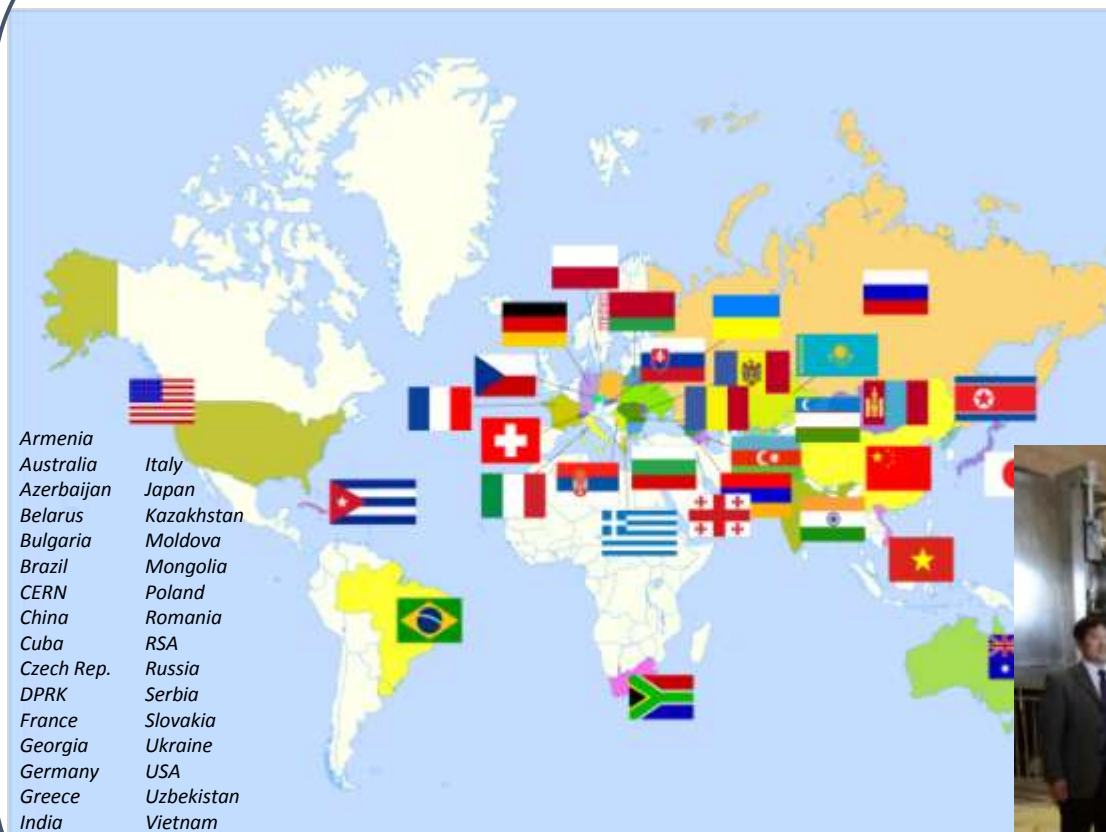 Armenia
Australia Italy
Azerbaijan Japan
Belarus Kazakhstan
Bulgaria Moldova
Brazil Mongolia
CERN Poland
China Romania
Cuba RSA
Czech Rep. Russia
DPRK Serbia
France Slovakia
Georgia Ukraine
Germany USA
Greece Uzbekistan
India Vietnam